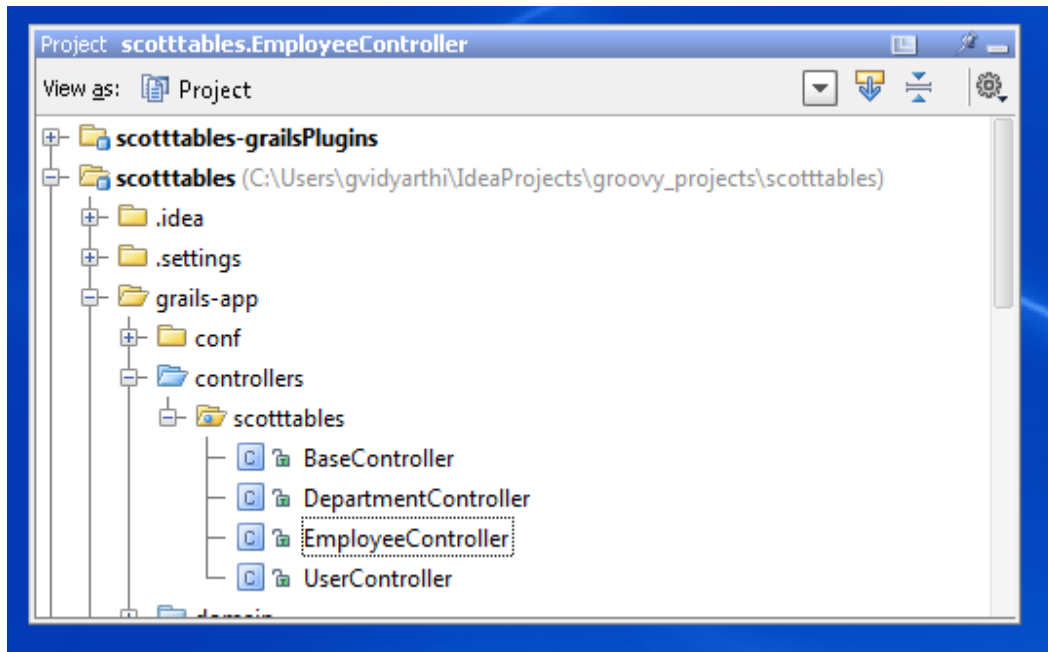 Project scotttables.EmployeeController
View as: Project
scotttables-grailsPlugins
scotttables (C:\Users\gvidyarthi\IdeaProjects\groovy_projects\scotttables)
.idea
.settings
grails-app
conf
controllers
scotttables
BaseController
DepartmentController
EmployeeController
UserController
domain